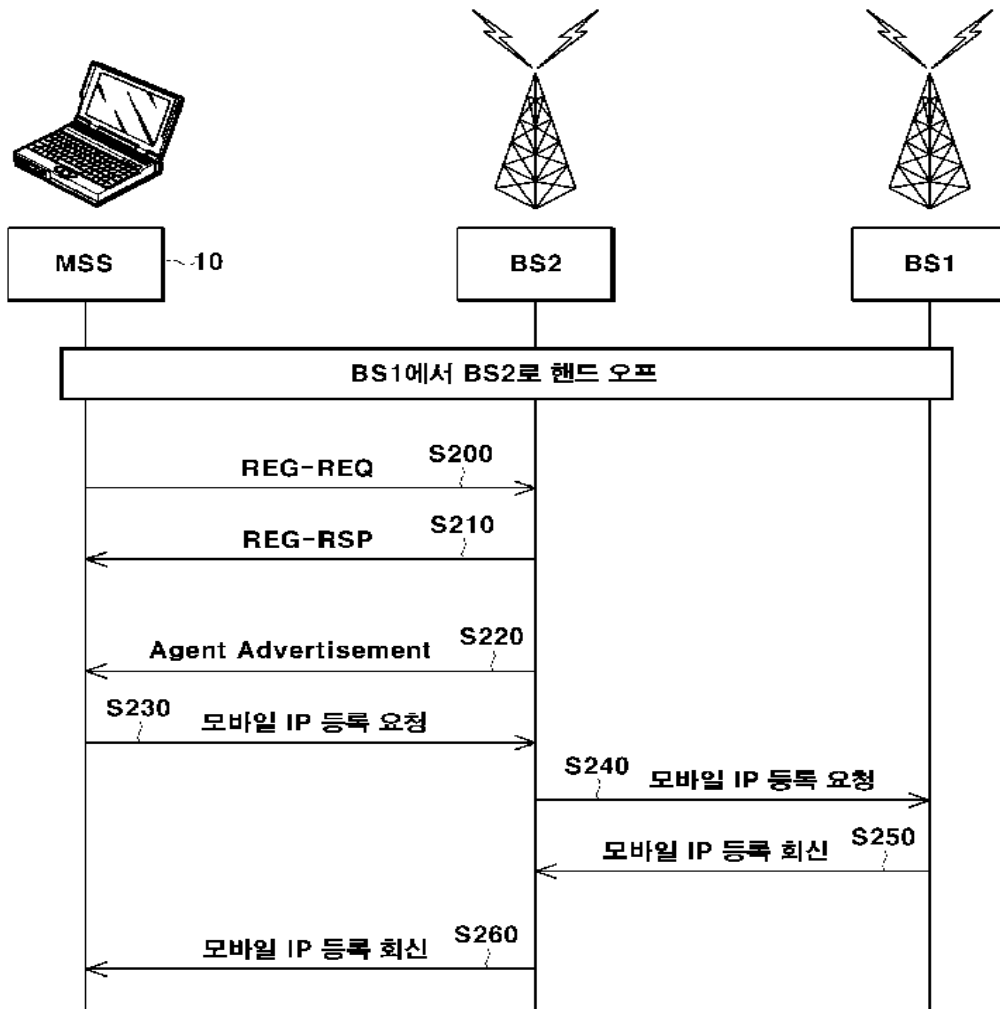 MSS
10
BS2
BS1
BS1에서 BS2로 핸드 오프
REG-REQ
S200
REG-RSP
S210
Agent Advertisement
S220
S230
모바일 IP 등록 요청
S240
모바일 IP 등록 요청
모바일 IP 등록 회신
S250
모바일 IP 등록 회신
S260